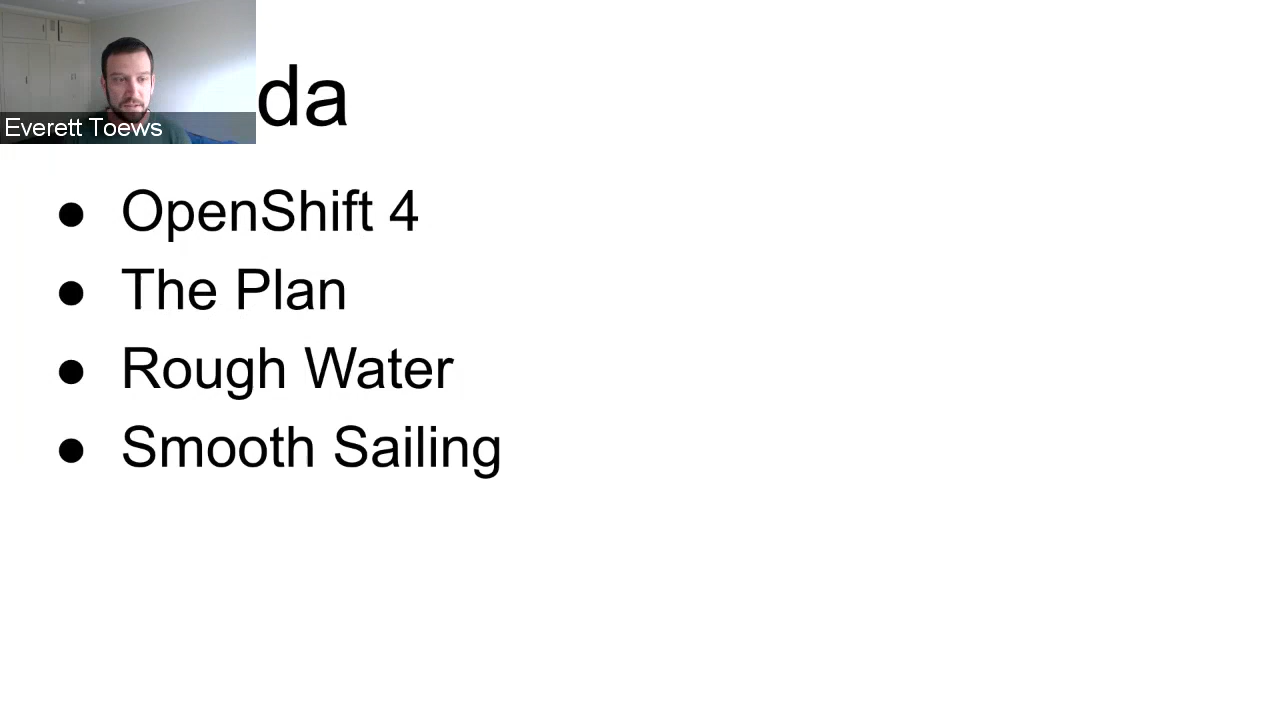 da
Everett Toews
● OpenShift 4
● The Plan
● Rough Water
● Smooth Sailing